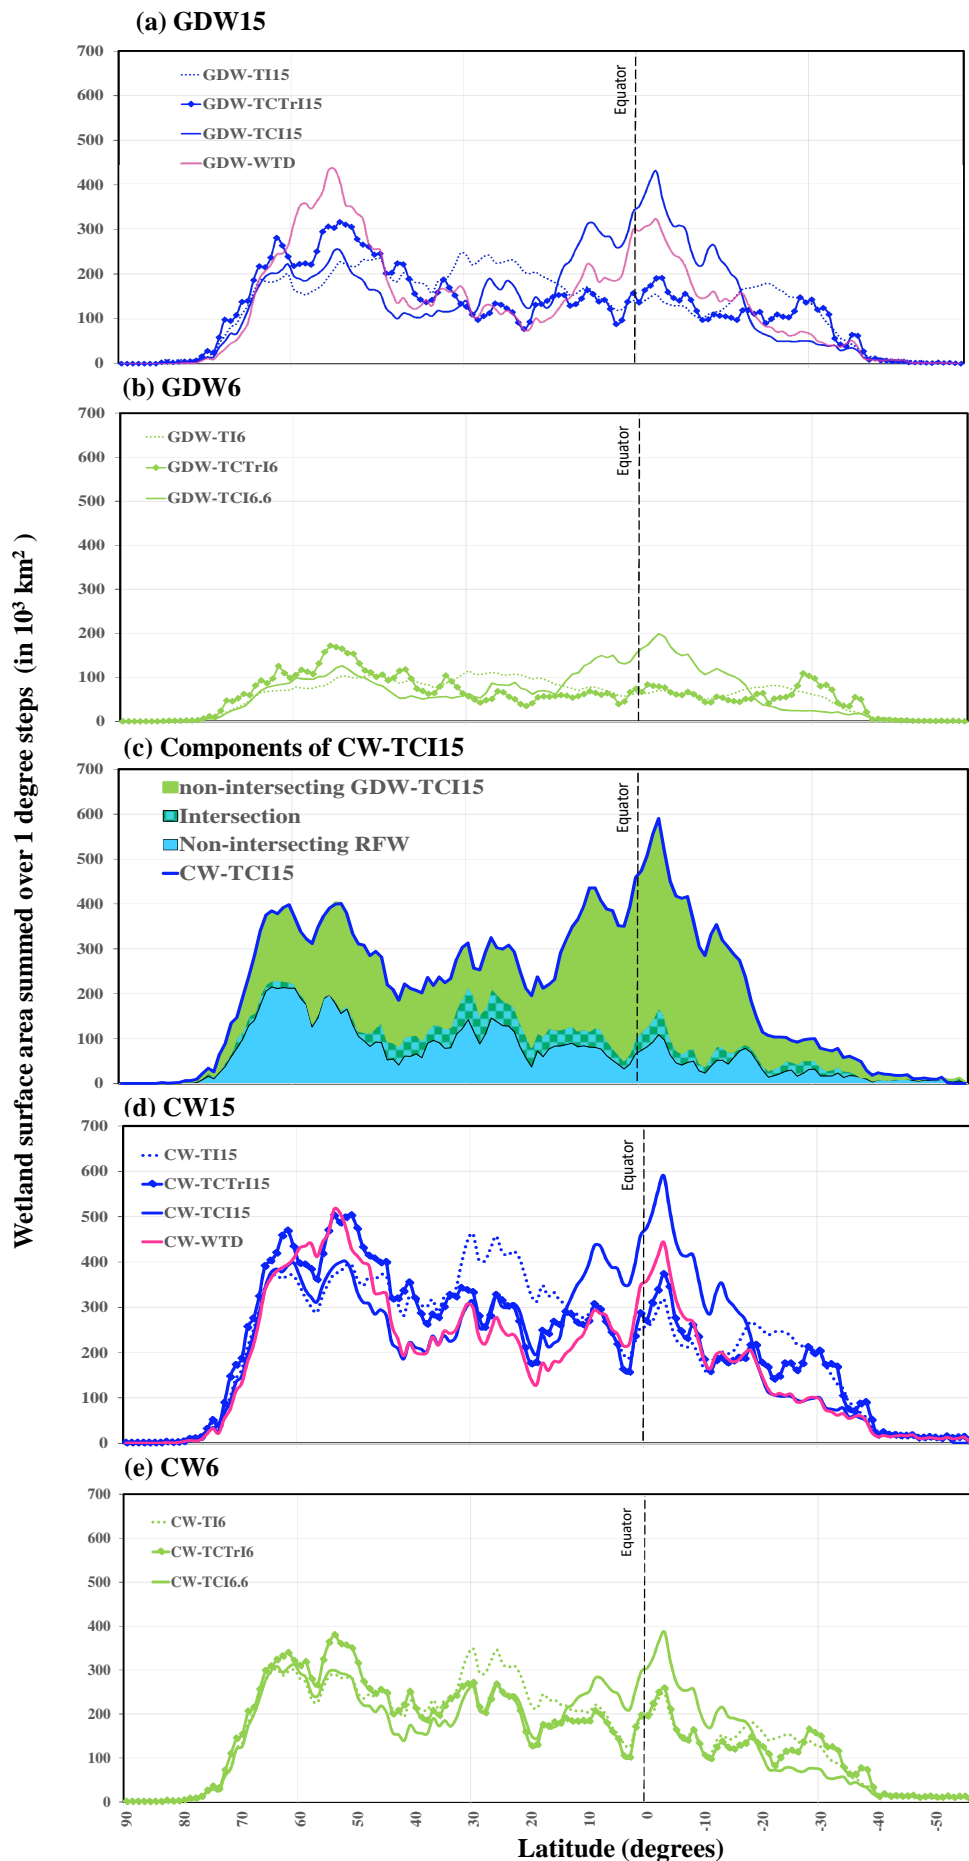 (a) GDW15
700
600
500
400
300
200
100
0
GDW-TI15
GDW-TCTrI15
GDW-TCI15
GDW-WTD
Equator
(b) GDW6
700
600
500
400
300
200
100
0
GDW-TI6
GDW-TCTrI6
GDW-TCI6.6
Equator
(c) Components of CW-TCI15
700
600
500
400
300
200
100
0
non-intersecting GDW-TCI15
Intersection
Non-intersecting RFW
CW-TCI15
Equator
(d) CW15
700
600
500
400
300
200
100
0
CW-TI15
CW-TCTrI15
CW-TCI15
CW-WTD
Equator
(e) CW6
700
600
500
400
300
200
100
0
CW-TI6
CW-TCTrI6
CW-TCI6.6
Equator
90 80 70 60 50 40 30 20 10 0 -10 -20 -30 -40 -50
Latitude (degrees)
Wetland surface area summed over 1 degree steps (in 10³ km² )